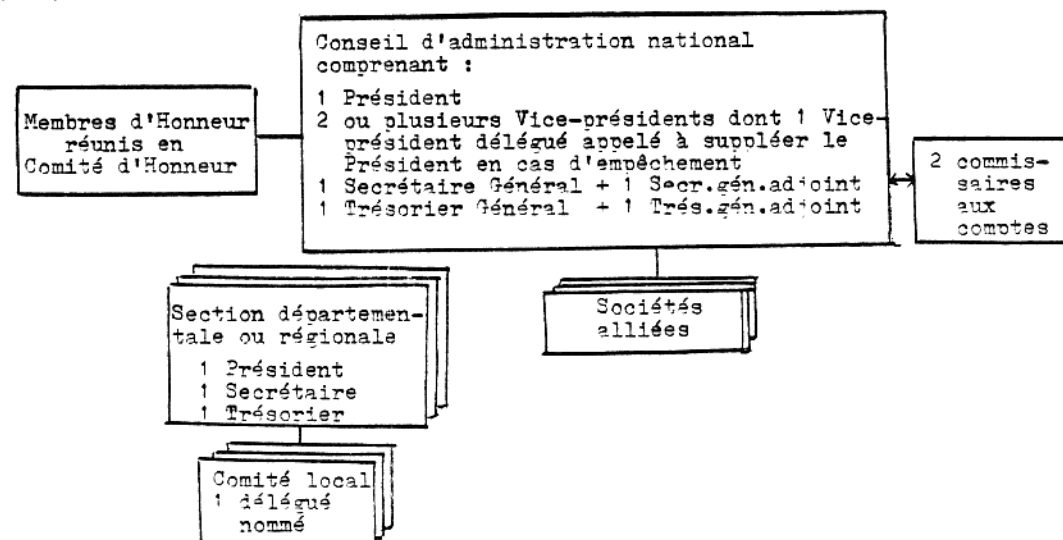 Conseil d'administration national
comprenant :
1 Président
2 ou plusieurs Vice-présidents dont 1 Vice-
président délégué appelé à suppléer le
Président en cas d'empêchement
1 Secrétaire Général + 1 Secr.gén.adjoint
1 Trésorier Général + 1 Trés.gén.adjoint
Membres d'Honneur
réunis en
Comité d'Honneur
2 commis-
saires
aux
comptes
Section départemen-
tale ou régionale
1 Président
1 Secrétaire
1 Trésorier
Sociétés
alliées
Comité local
1 délégué
nommé